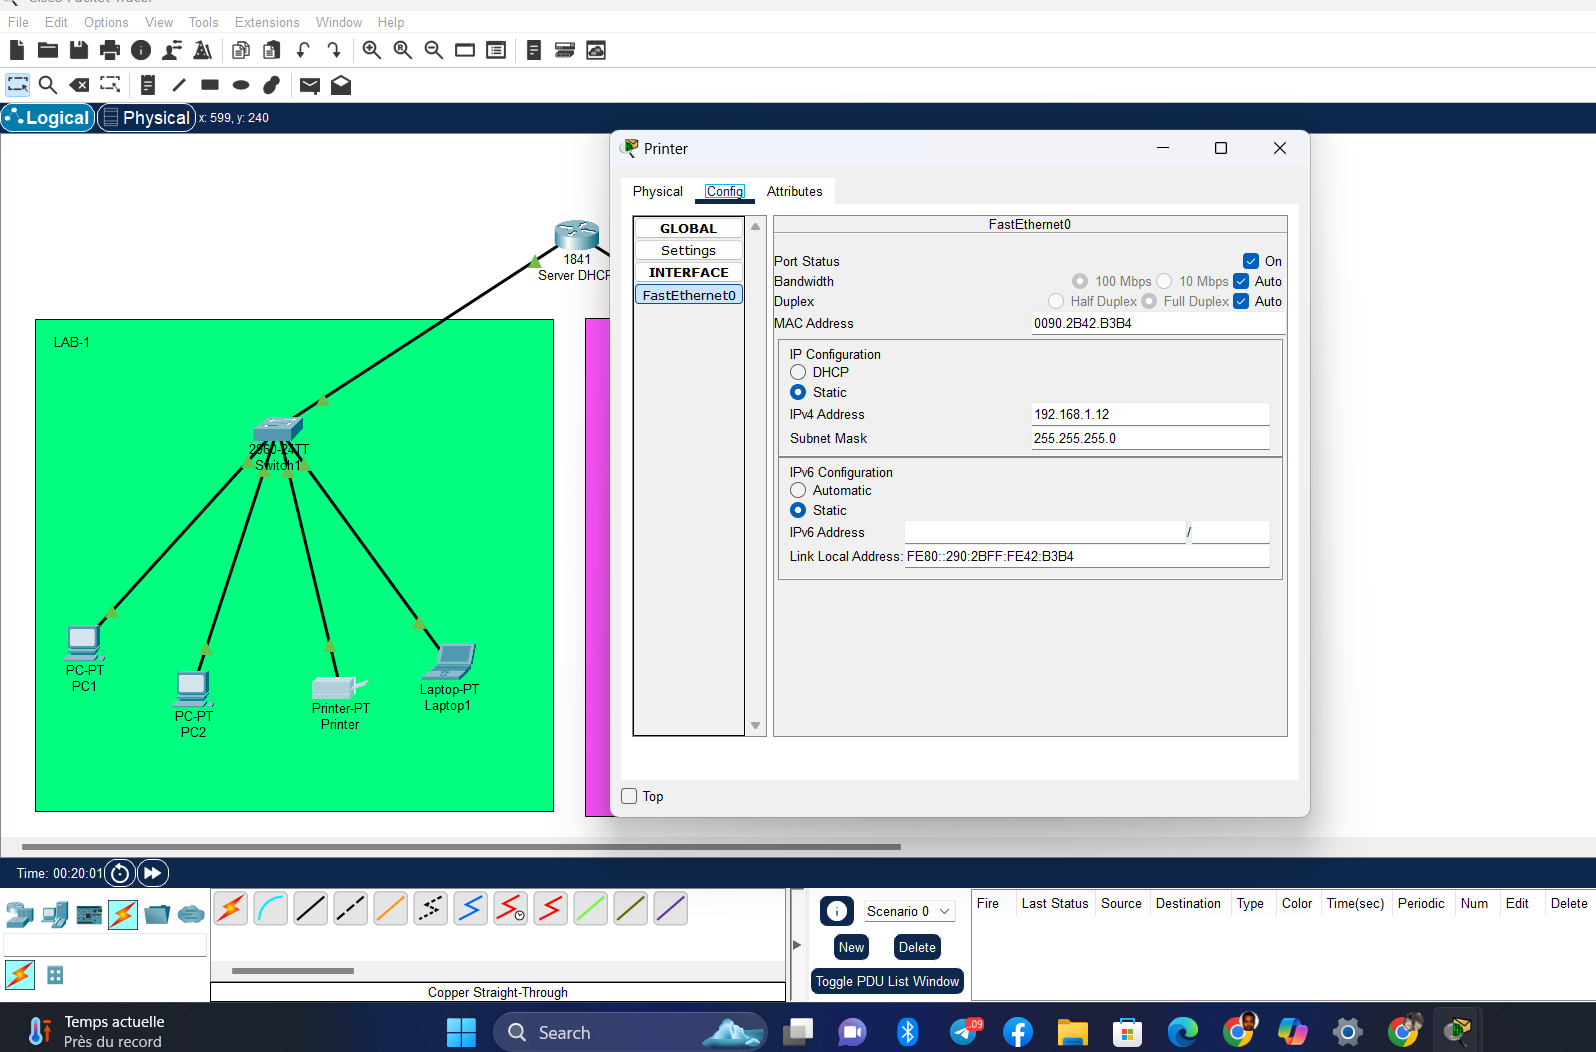 Cisco Packet Tracer
File Edit Options View Tools Extensions Window Help
Logical Physical x: 599, y: 240
1841
Server DHCP
LAB-1
2960-24TT
Switch1
PC-PT
PC1
PC-PT
PC2
Printer-PT
Printer
Laptop-PT
Laptop1
Printer
Physical Config Attributes
GLOBAL
Settings
INTERFACE
FastEthernet0
FastEthernet0
Port Status On
Bandwidth 100 Mbps 10 Mbps Auto
Duplex Half Duplex Full Duplex Auto
MAC Address 0090.2B42.B3B4
IP Configuration
DHCP
Static
IPv4 Address 192.168.1.12
Subnet Mask 255.255.255.0
IPv6 Configuration
Automatic
Static
IPv6 Address /
Link Local Address: FE80::290:2BFF:FE42:B3B4
Top
Time: 00:20:01
Copper Straight-Through
Scenario 0
New Delete
Toggle PDU List Window
Fire Last Status Source Destination Type Color Time(sec) Periodic Num Edit Delete
Temps actuelle
Près du record
Search
..09